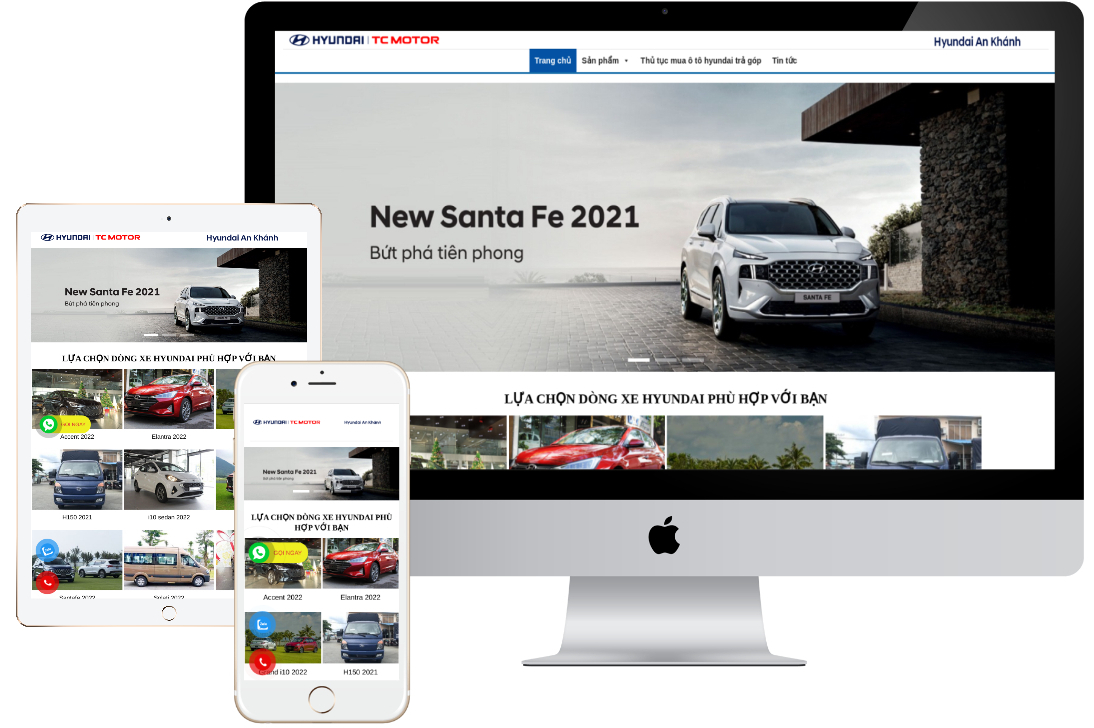 HYUNDAI | TC MOTOR
Hyundai An Khánh
Trang chủ
Sản phẩm
Thủ tục mua ô tô hyundai trả góp
Tin tức
New Santa Fe 2021
Bứt phá tiên phong
SANTA FE
LỰA CHỌN DÒNG XE HYUNDAI PHÙ HỢP VỚI BẠN
HYUNDAI | TC MOTOR
Hyundai An Khánh
New Santa Fe 2021
Bứt phá tiên phong
LỰA CHỌN DÒNG XE HYUNDAI PHÙ HỢP VỚI BẠN
GỌI NGAY
Accent 2022
Elantra 2022
H150 2021
i10 sedan 2022
Santafe 2022
Solati 2022
HYUNDAI | TC MOTOR
Hyundai An Khánh
New Santa Fe 2021
Bứt phá tiên phong
LỰA CHỌN DÒNG XE HYUNDAI PHÙ
HỢP VỚI BẠN
GỌI NGAY
Accent 2022
Elantra 2022
Grand i10 2022
H150 2021